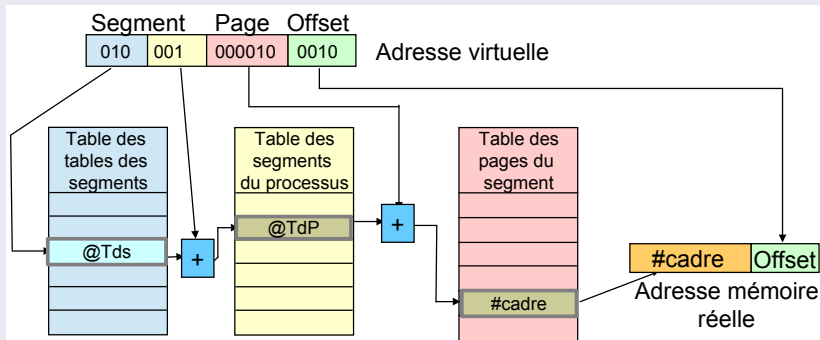 Segment Page Offset
010 001 000010 0010
Adresse virtuelle
Table des
tables des
segments
@Tds
+
Table des
segments
du processus
@TdP
+
Table des
pages du
segment
#cadre
#cadre Offset
Adresse mémoire
réelle